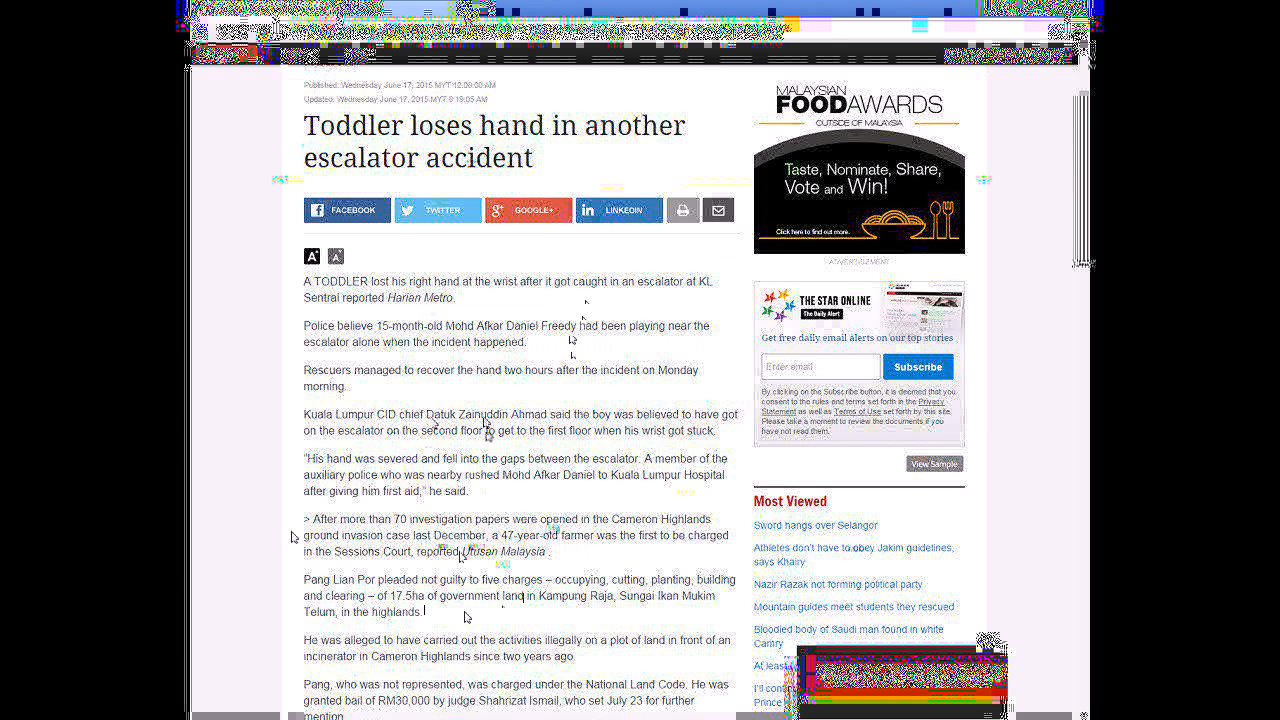 Published: Wednesday June 17, 2015 MYT 12:00:00 AM
Updated: Wednesday June 17, 2015 MYT 8:19:05 AM
Toddler loses hand in another
escalator accident
FACEBOOK
TWITTER
GOOGLE+
LINKEDIN
A A
A TODDLER lost his right hand at the wrist after it got caught in an escalator at KL
Sentral reported Harian Metro.
Police believe 15-month-old Mohd Afkar Daniel Freedy had been playing near the
escalator alone when the incident happened.
Rescuers managed to recover the hand two hours after the incident on Monday
morning.
Kuala Lumpur CID chief Datuk Zainuddin Ahmad said the boy was believed to have got
on the escalator on the second floor to get to the first floor when his wrist got stuck.
"His hand was severed and fell into the gaps between the escalator. A member of the
auxiliary police who was nearby rushed Mohd Afkar Daniel to Kuala Lumpur Hospital
after giving him first aid," he said.
> After more than 70 investigation papers were opened in the Cameron Highlands
ground invasion case last December, a 47-year-old farmer was the first to be charged
in the Sessions Court, reported Utusan Malaysia .
Pang Lian Por pleaded not guilty to five charges – occupying, cutting, planting, building
and clearing – of 17.5ha of government land in Kampung Raja, Sungai Ikan Mukim
Telum, in the highlands.
He was alleged to have carried out the activities illegally on a plot of land in front of an
incinerator in Cameron Highlands since two years ago.
Pang, who was not represented, was charged under the National Land Code. He was
granted bail of RM30,000 by judge Shahrizat Ismail, who set July 23 for further
mention.
MALAYSIAN
FOODAWARDS
OUTSIDE OF MALAYSIA
Taste, Nominate, Share,
Vote and Win!
Click here to find out more.
ADVERTISEMENT
THE STAR ONLINE
The Daily Alert
Get free daily email alerts on our top stories
Enter email
Subscribe
By clicking on the Subscribe button, it is deemed that you
consent to the rules and terms set forth in the Privacy
Statement as well as Terms of Use set forth by this site.
Please take a moment to review the documents if you
have not read them.
View Sample
Most Viewed
Sword hangs over Selangor
Athletes don't have to obey Jakim guidelines,
says Khairy
Nazir Razak not forming political party
Mountain guides meet students they rescued
Bloodied body of Saudi man found in white
Camry
At least
I'll
Prince